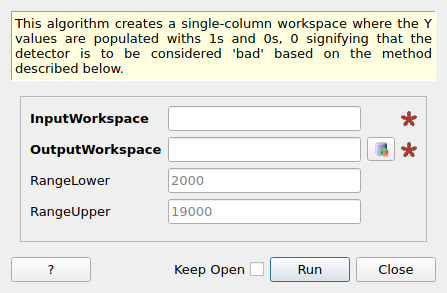 This algorithm creates a single-column workspace where the Y
values are populated withs 1s and 0s, 0 signifying that the
detector is to be considered 'bad' based on the method
described below.
InputWorkspace *
OutputWorkspace *
RangeLower 2000
RangeUpper 19000
? Keep Open Run Close